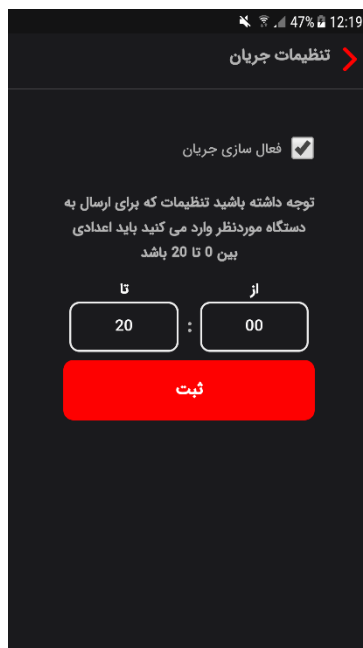 47% 12:19
تنظیمات جریان
فعال سازی جریان
توجه داشته باشید تنظیمات که برای ارسال به
دستگاه موردنظر وارد می کنید باید اعدادی
بین 0 تا 20 باشد
از تا
00 : 20
ثبت